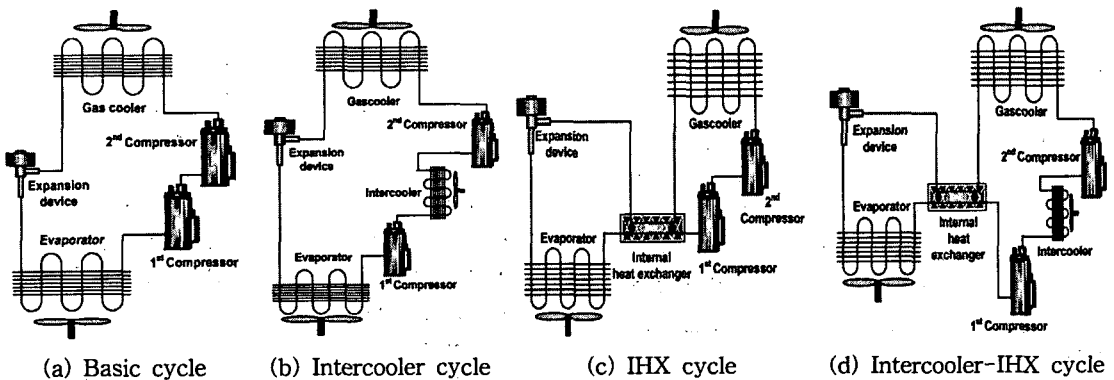 Gas cooler
2nd Compressor
Expansion
device
Evaporator
1st Compressor
(a) Basic cycle
Gascooler
2nd Compressor
Expansion
device
Intercooler
Evaporator
1st Compressor
(b) Intercooler cycle
Gascooler
Expansion
device
2nd
Compressor
Evaporator
Internal
heat exchanger
1st Compressor
(c) IHX cycle
Gascooler
Expansion
device
2nd Compressor
Evaporator
Internal
heat
exchanger
Intercooler
1st Compressor
(d) Intercooler-IHX cycle